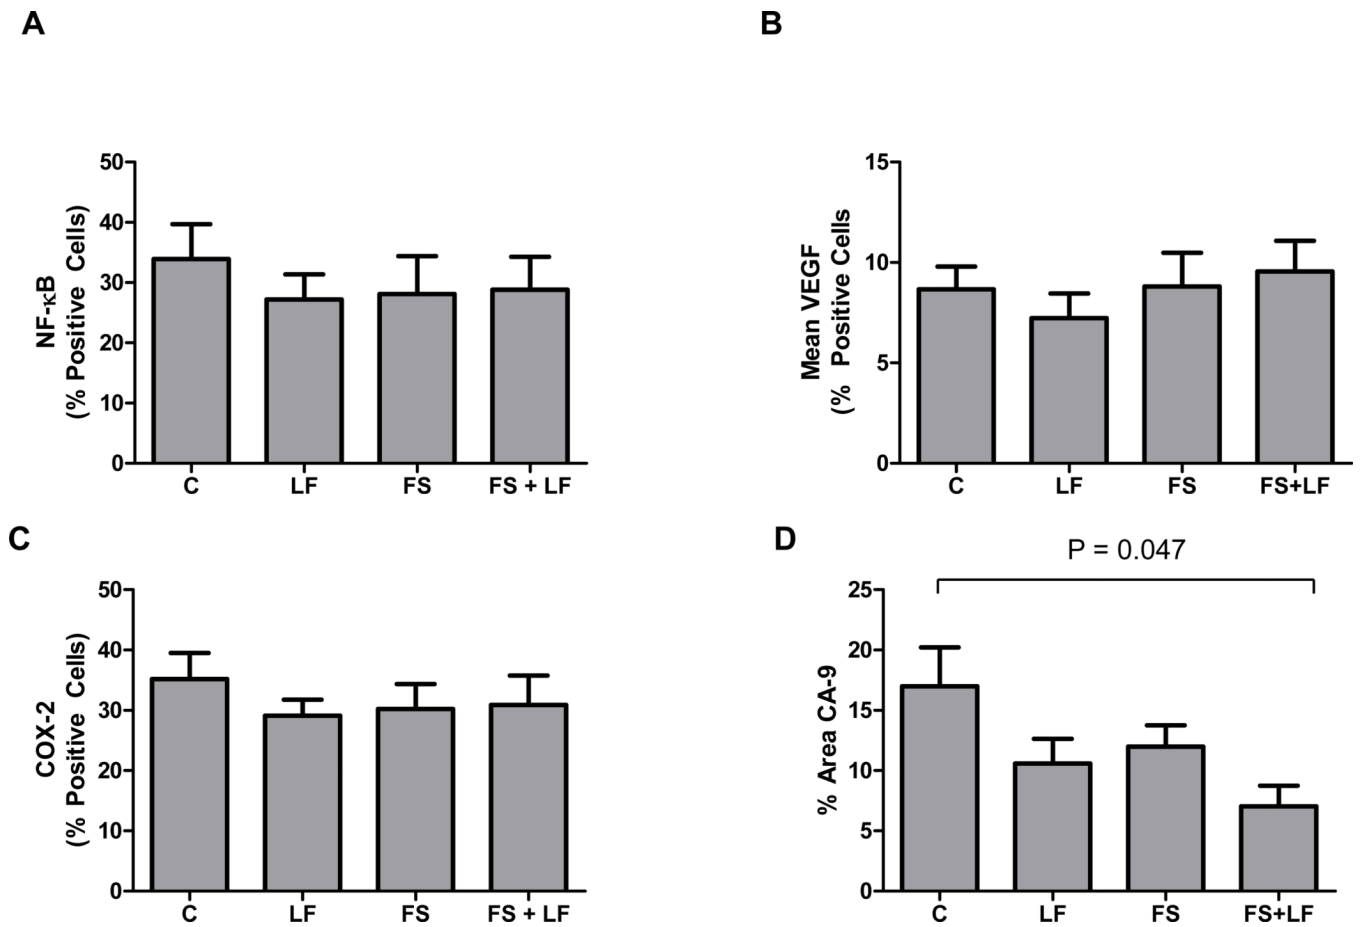 A
50
40
30
20
10
0
NF-κB
(% Positive Cells)
C LF FS FS + LF
B
15
10
5
0
Mean VEGF
(% Positive Cells
C LF FS FS+LF
C
50
40
30
20
10
0
COX-2
(% Positive Cells)
C LF FS FS + LF
D
P = 0.047
25
20
15
10
5
0
% Area CA-9
C LF FS FS+LF